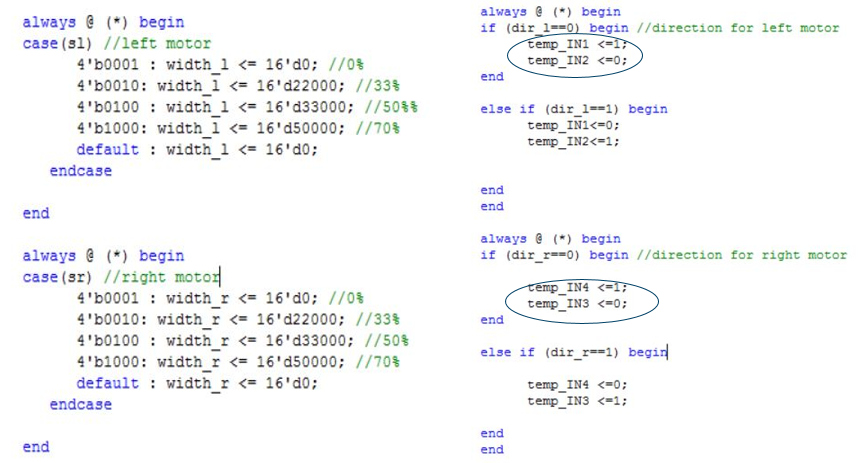 always @ (*) begin
case(sl) //left motor
4'b0001 : width_l <= 16'd0; //0%
4'b0010: width_l <= 16'd22000; //33%
4'b0100 : width_l <= 16'd33000; //50%%
4'b1000: width_l <= 16'd50000; //70%
default : width_l <= 16'd0;
endcase
end
always @ (*) begin
case(sr) //right motor
4'b0001 : width_r <= 16'd0; //0%
4'b0010: width_r <= 16'd22000; //33%
4'b0100 : width_r <= 16'd33000; //50%
4'b1000: width_r <= 16'd50000; //70%
default : width_r <= 16'd0;
endcase
end
always @ (*) begin
if (dir_l==0) begin //direction for left motor
temp_IN1 <=1;
temp_IN2 <=0;
end
else if (dir_l==1) begin
temp_IN1<=0;
temp_IN2<=1;
end
end
always @ (*) begin
if (dir_r==0) begin //direction for right motor
temp_IN4 <=1;
temp_IN3 <=0;
end
else if (dir_r==1) begin
temp_IN4 <=0;
temp_IN3 <=1;
end
end